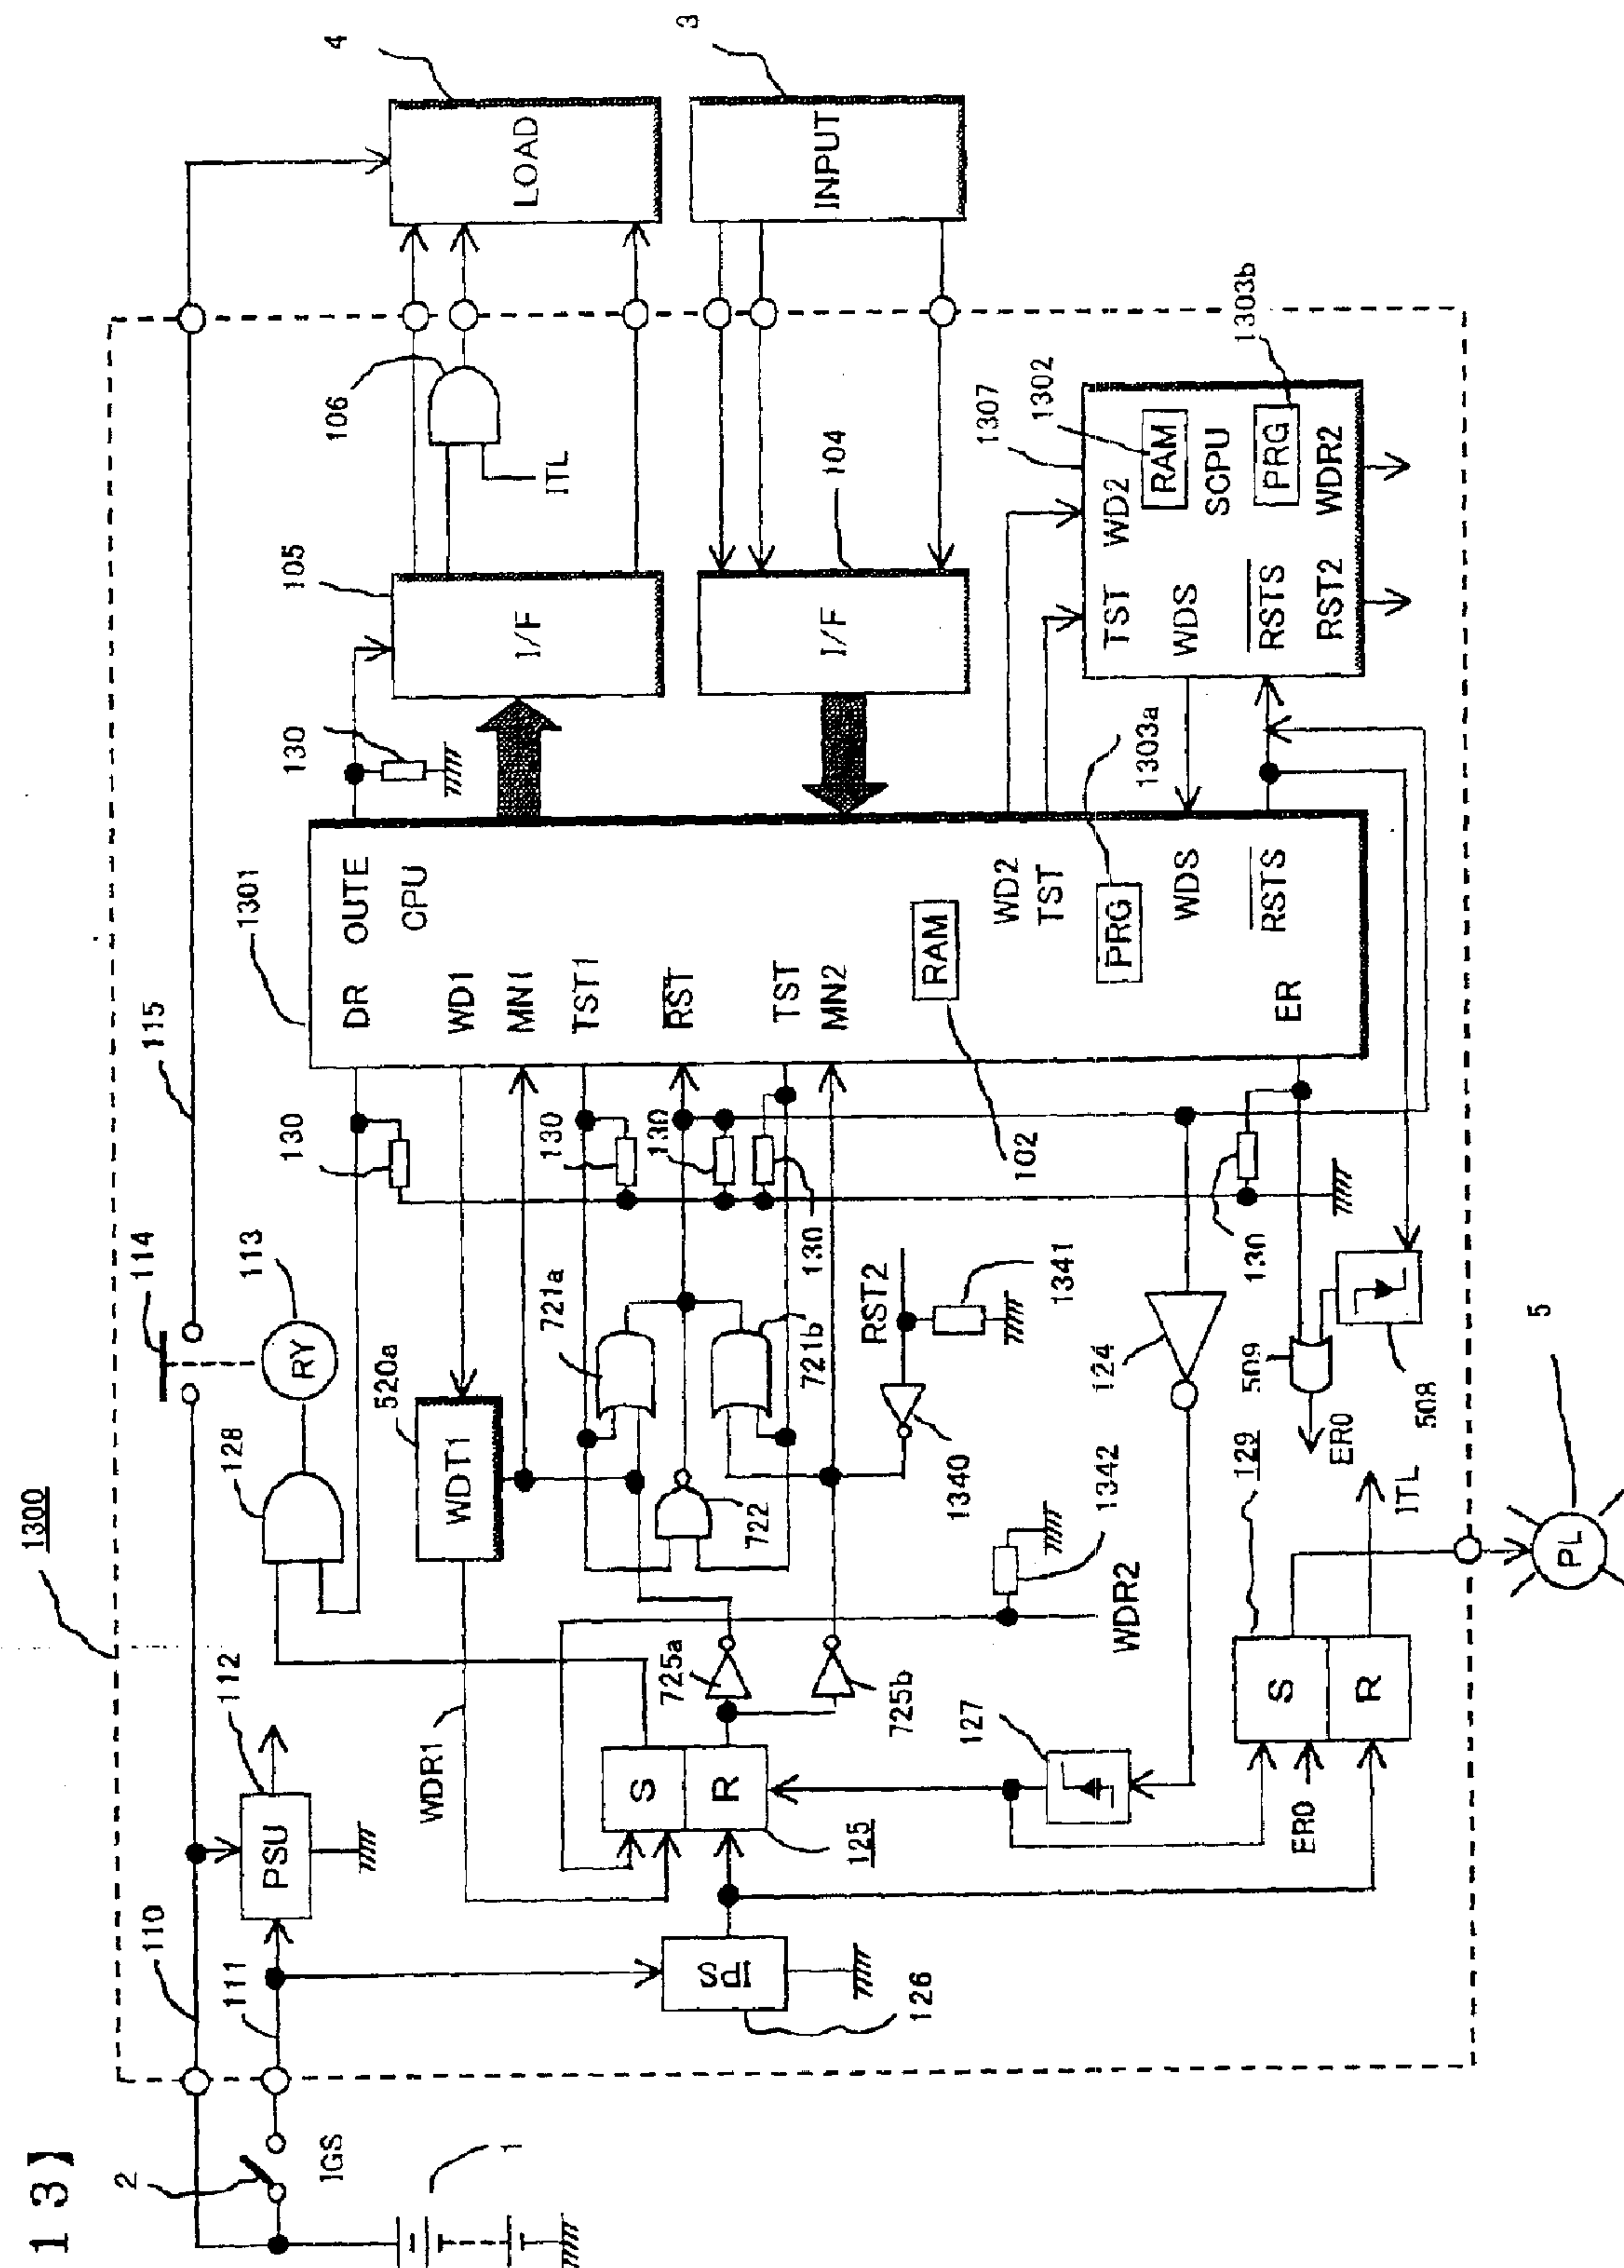 13】
1300
110
111
2
IGS
1
PSU
112
128
114
RY
113
115
130
WDR1
WDT1
520a
S
R
125
IPS
126
725a
725b
721a
721b
722
130
130
130
RST2
1341
1340
1342
WDR2
127
124
130
509
508
ER0
ER0
129
S
R
ITL
PL
5
1301
DR
OUTE
CPU
WD1
MN1
TST1
RST
TST
MN2
RAM
102
WD2
TST
PRG
1303a
WDS
RSTS
ER
130
I/F
105
106
ITL
LOAD
4
I/F
104
INPUT
3
1307
1302
1303b
TST
WD2
RAM
WDS
SCPU
RSTS
PRG
RST2
WDR2